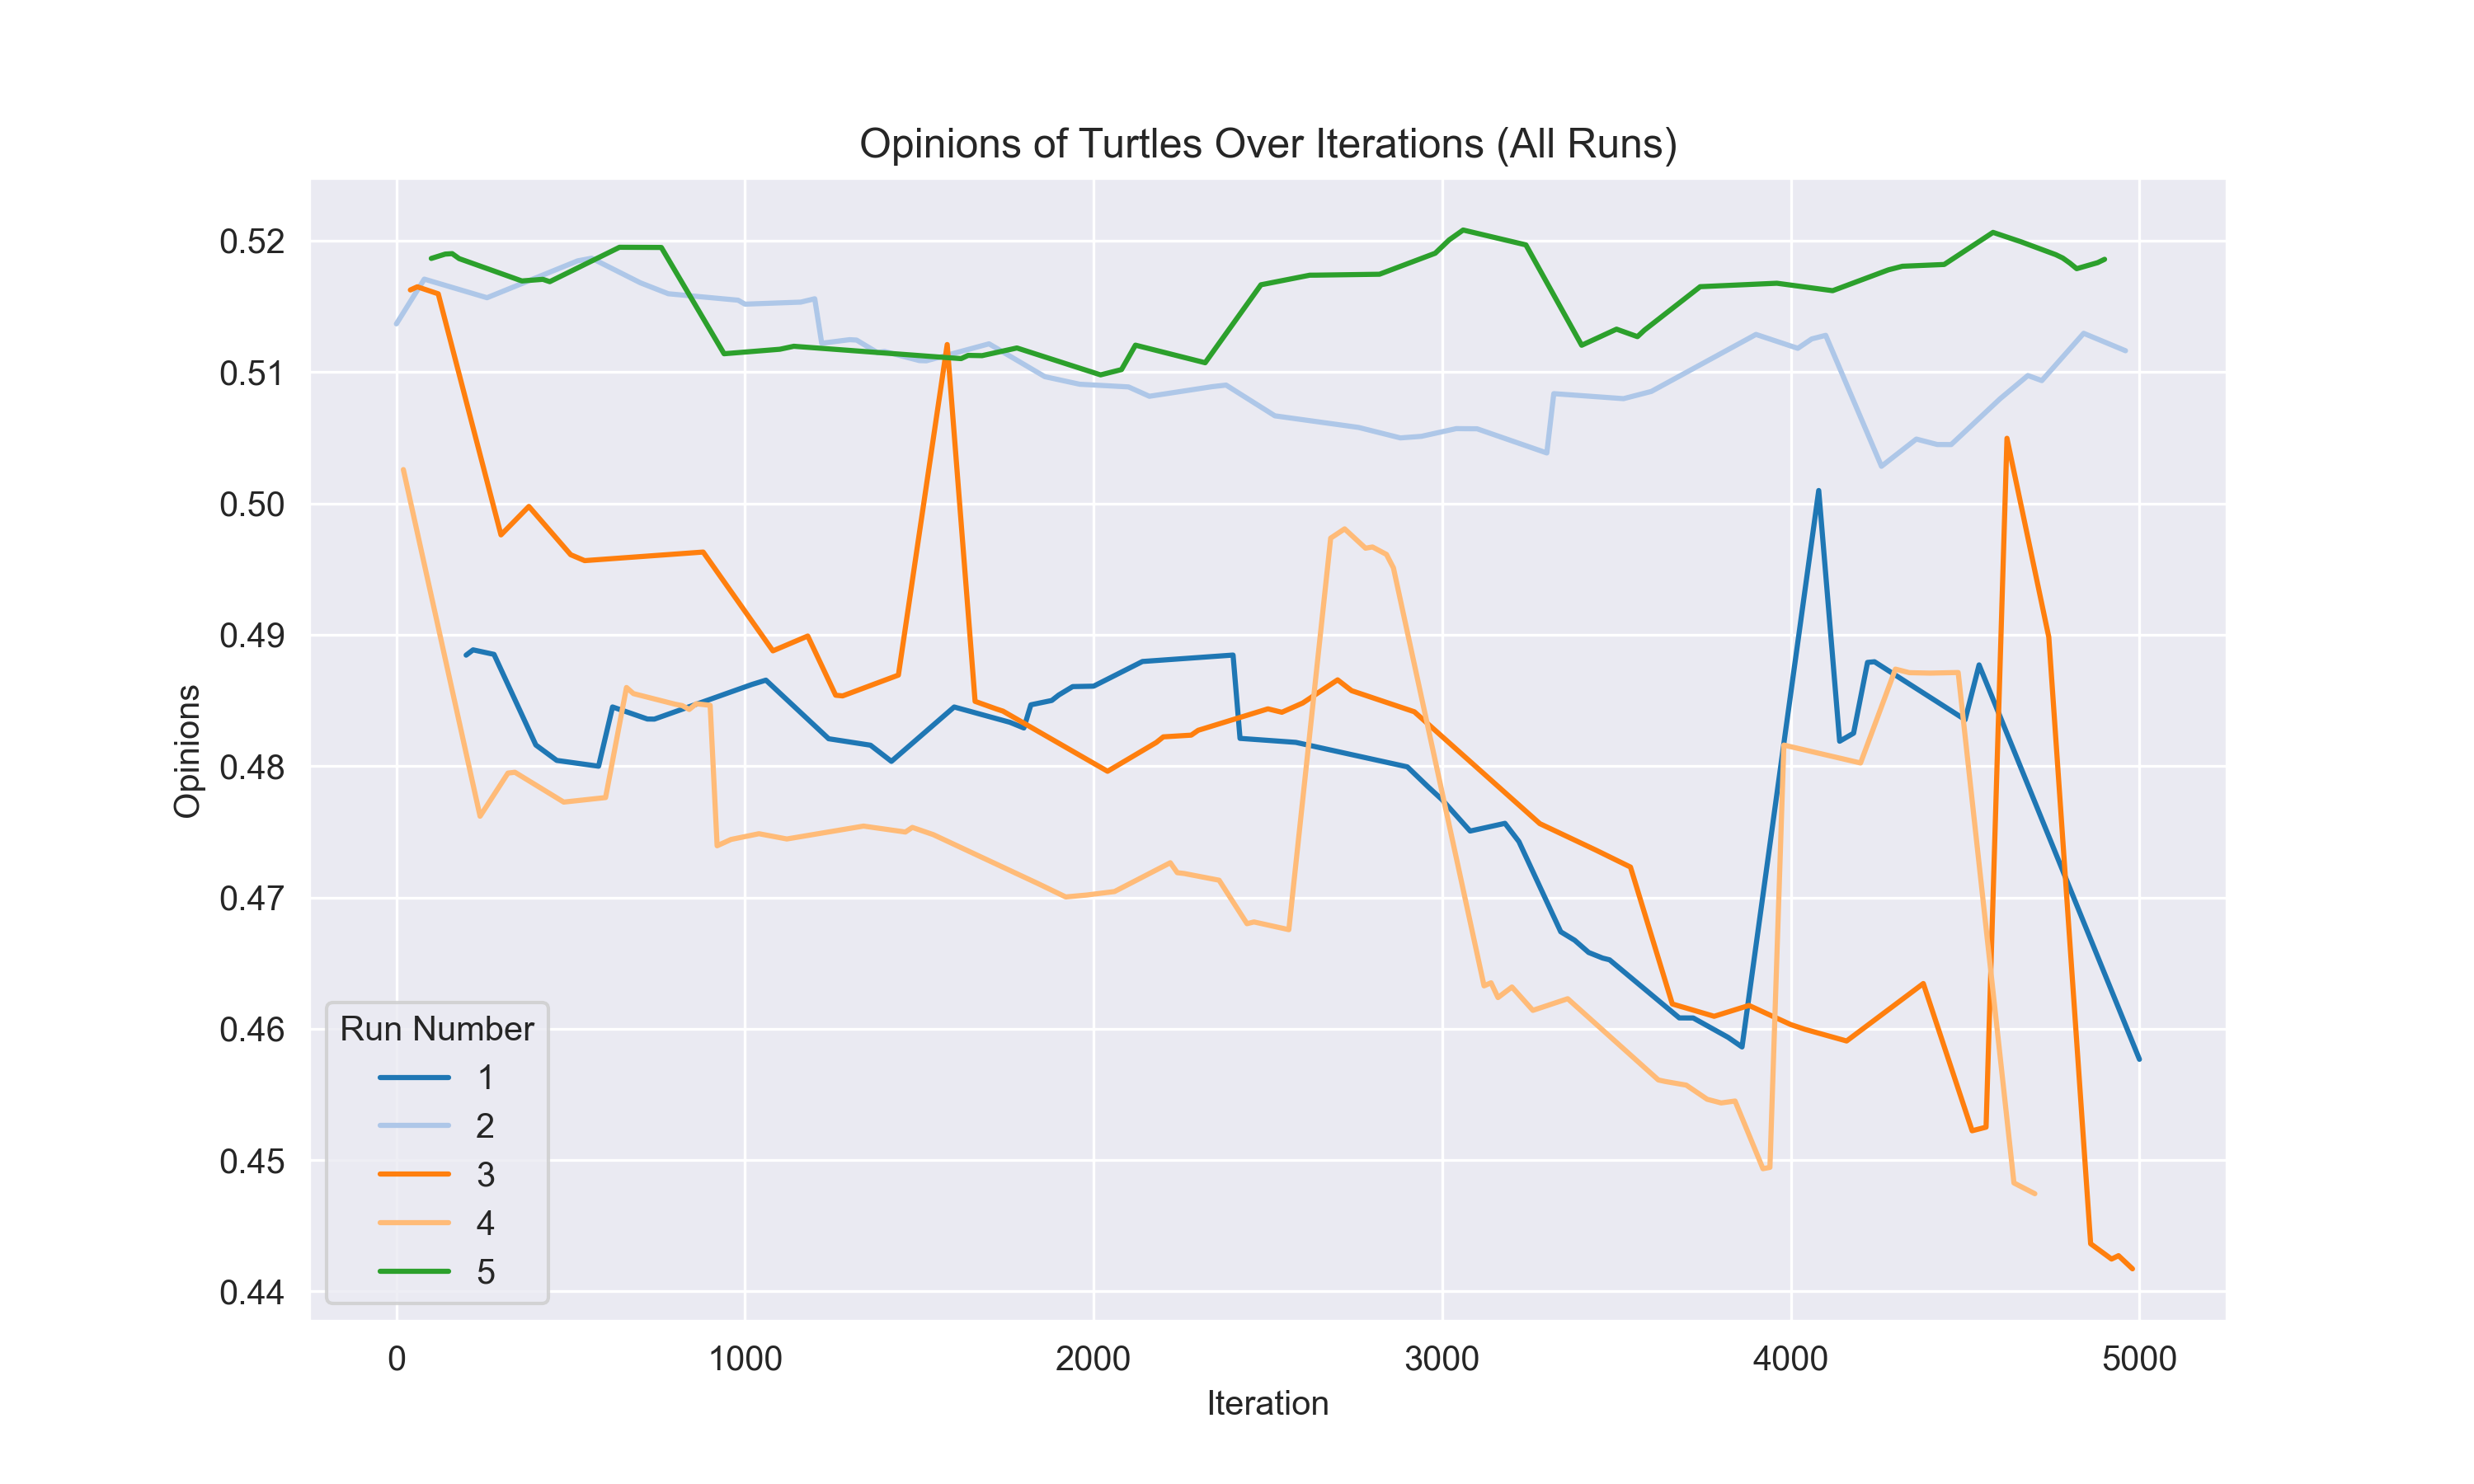 Opinions of Turtles Over Iterations (All Runs)
0.52
0.51
0.50
0.49
0.48
0.47
0.46
0.45
0.44
Opinions
Run Number
1
2
3
4
5
0 1000 2000 3000 4000 5000
Iteration